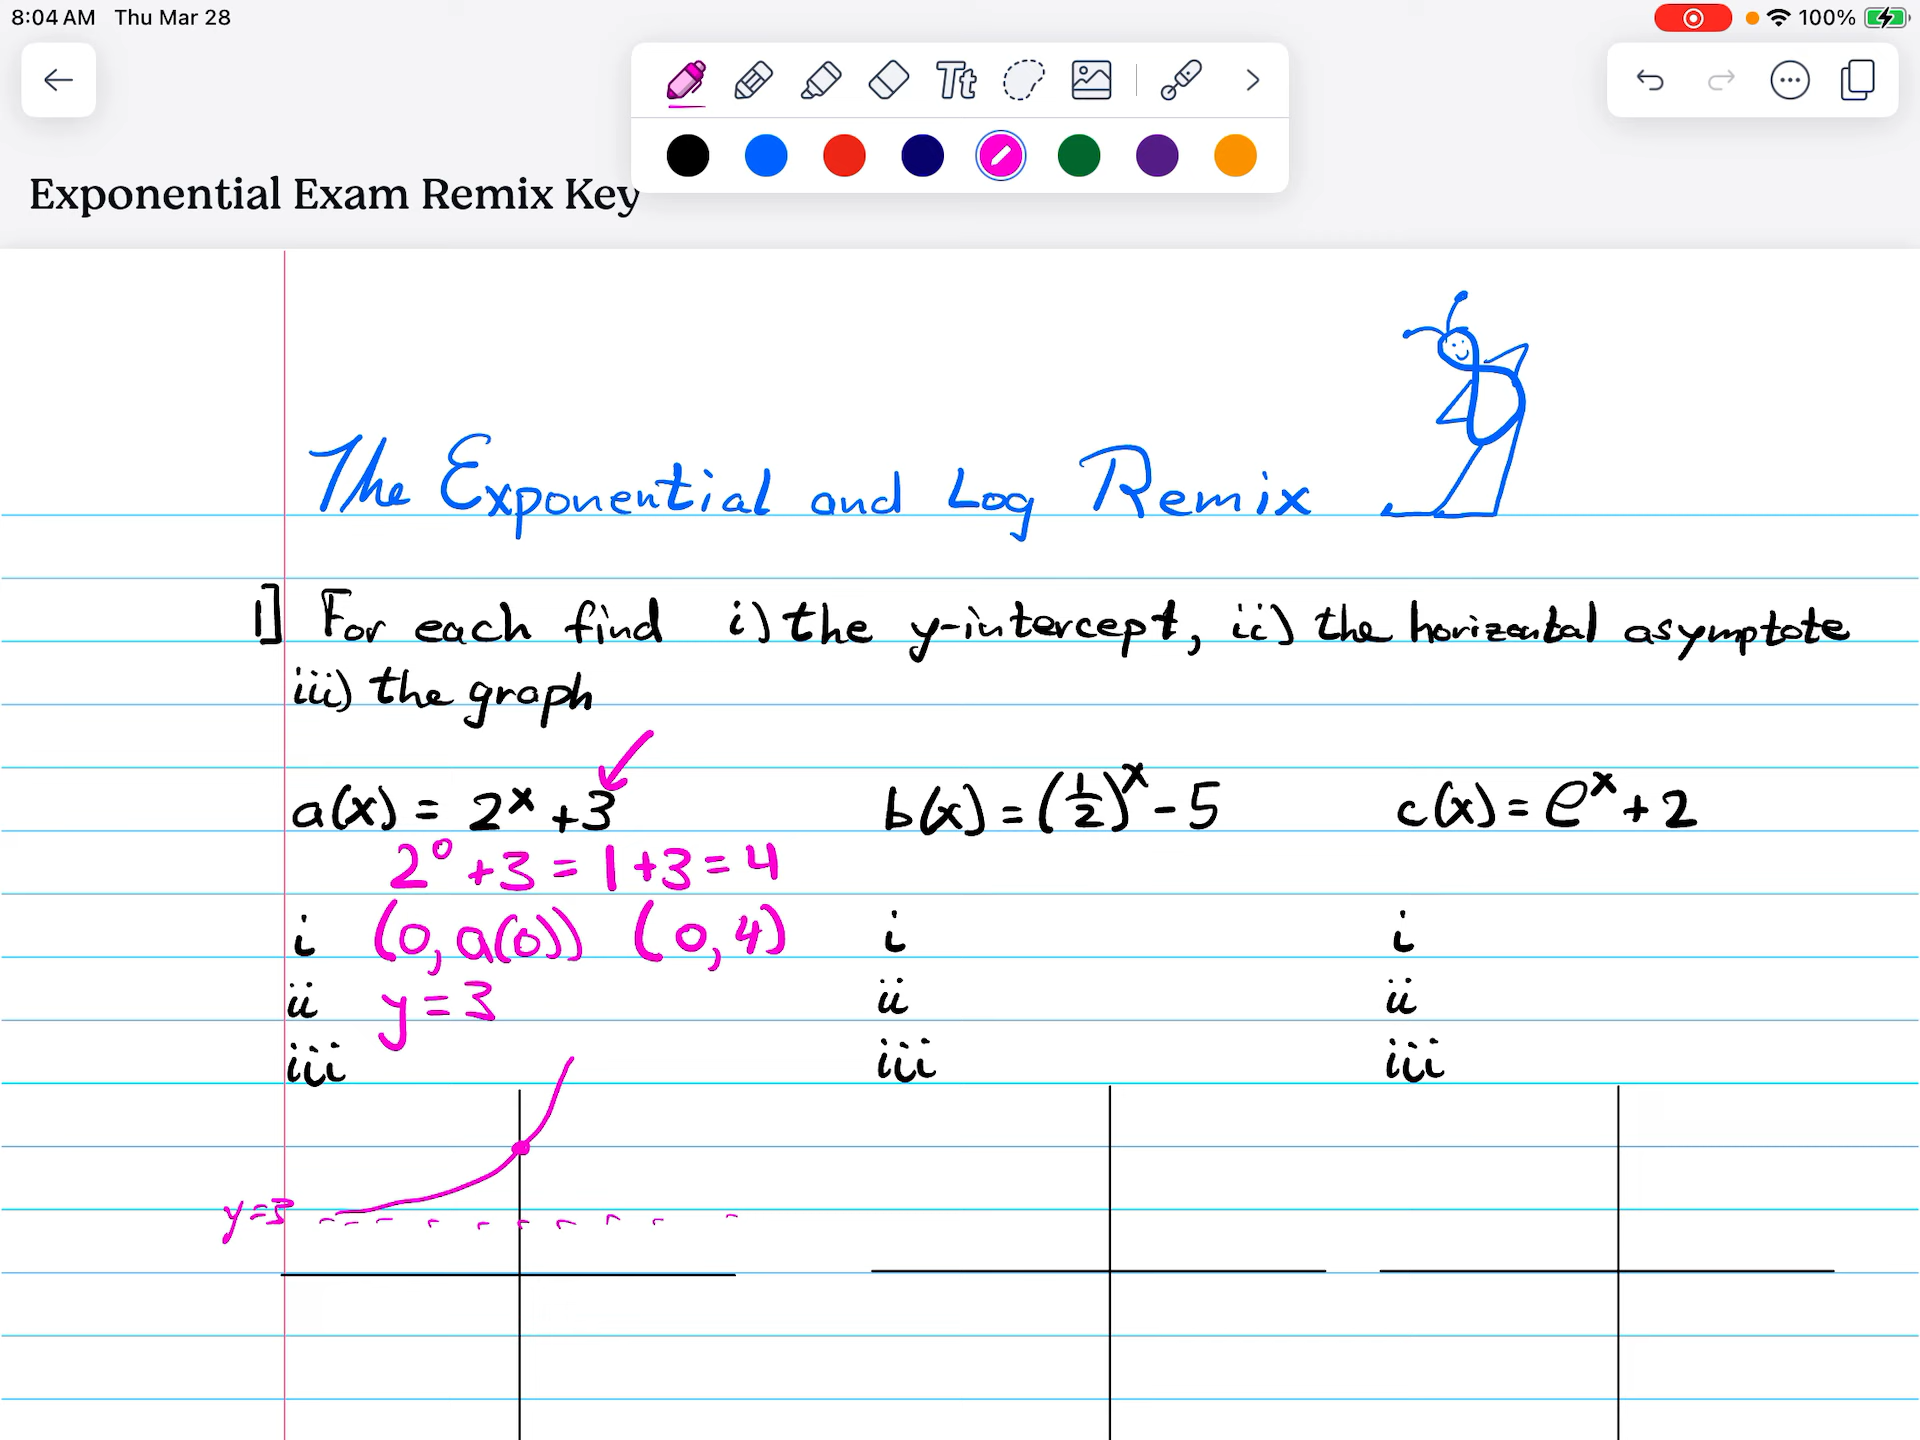 8:04 AM Thu Mar 28
100%
Tt
Exponential Exam Remix Key
The Exponential and Log Remix
1] For each find i) the y-intercept, ii) the horizontal asymptote
iii) the graph
a(x) = 2^x + 3
b(x) = (1/2)^x - 5
c(x) = e^x + 2
2^0 + 3 = 1 + 3 = 4
i (0, a(0)) (0, 4)
i
i
ii y = 3
ii
ii
iii
iii
iii
y = 3